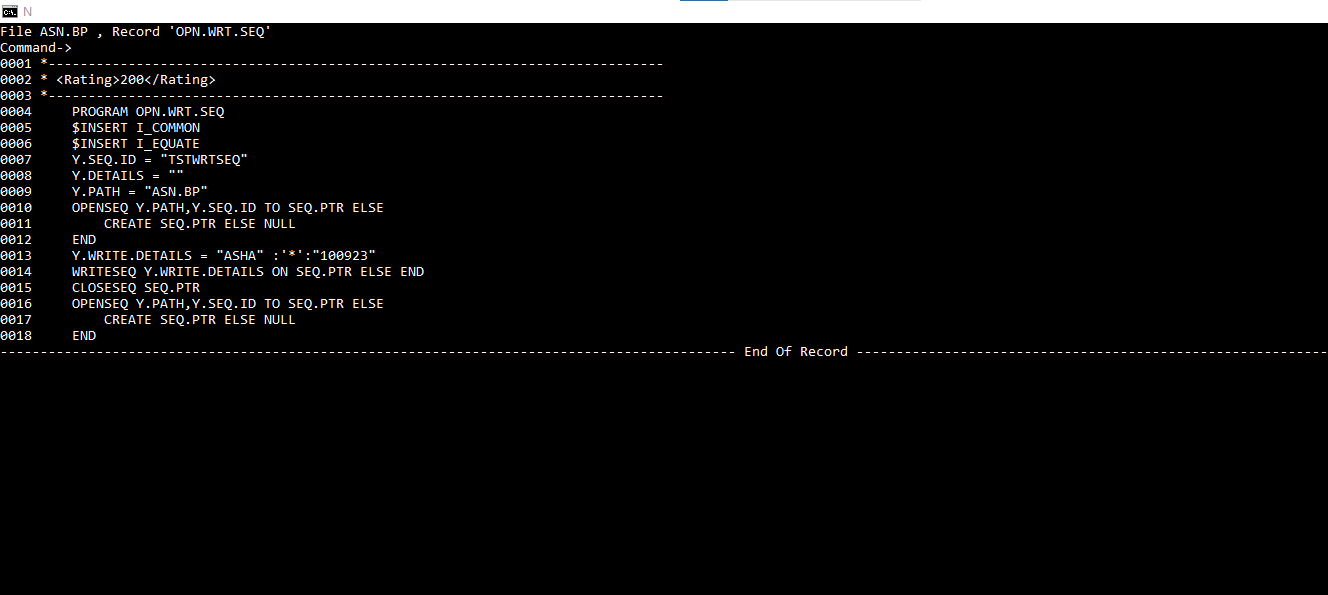 N
File ASN.BP , Record 'OPN.WRT.SEQ'
Command->
0001 *-----------------------------------------------------------------------------
0002 * <Rating>200</Rating>
0003 *-----------------------------------------------------------------------------
0004     PROGRAM OPN.WRT.SEQ
0005     $INSERT I_COMMON
0006     $INSERT I_EQUATE
0007     Y.SEQ.ID = "TSTWRTSEQ"
0008     Y.DETAILS = ""
0009     Y.PATH = "ASN.BP"
0010     OPENSEQ Y.PATH,Y.SEQ.ID TO SEQ.PTR ELSE
0011         CREATE SEQ.PTR ELSE NULL
0012     END
0013     Y.WRITE.DETAILS = "ASHA" :'*':"100923"
0014     WRITESEQ Y.WRITE.DETAILS ON SEQ.PTR ELSE END
0015     CLOSESEQ SEQ.PTR
0016     OPENSEQ Y.PATH,Y.SEQ.ID TO SEQ.PTR ELSE
0017         CREATE SEQ.PTR ELSE NULL
0018     END
-------------------------------------------------------------------------------------------- End Of Record -----------------------------------------------------------